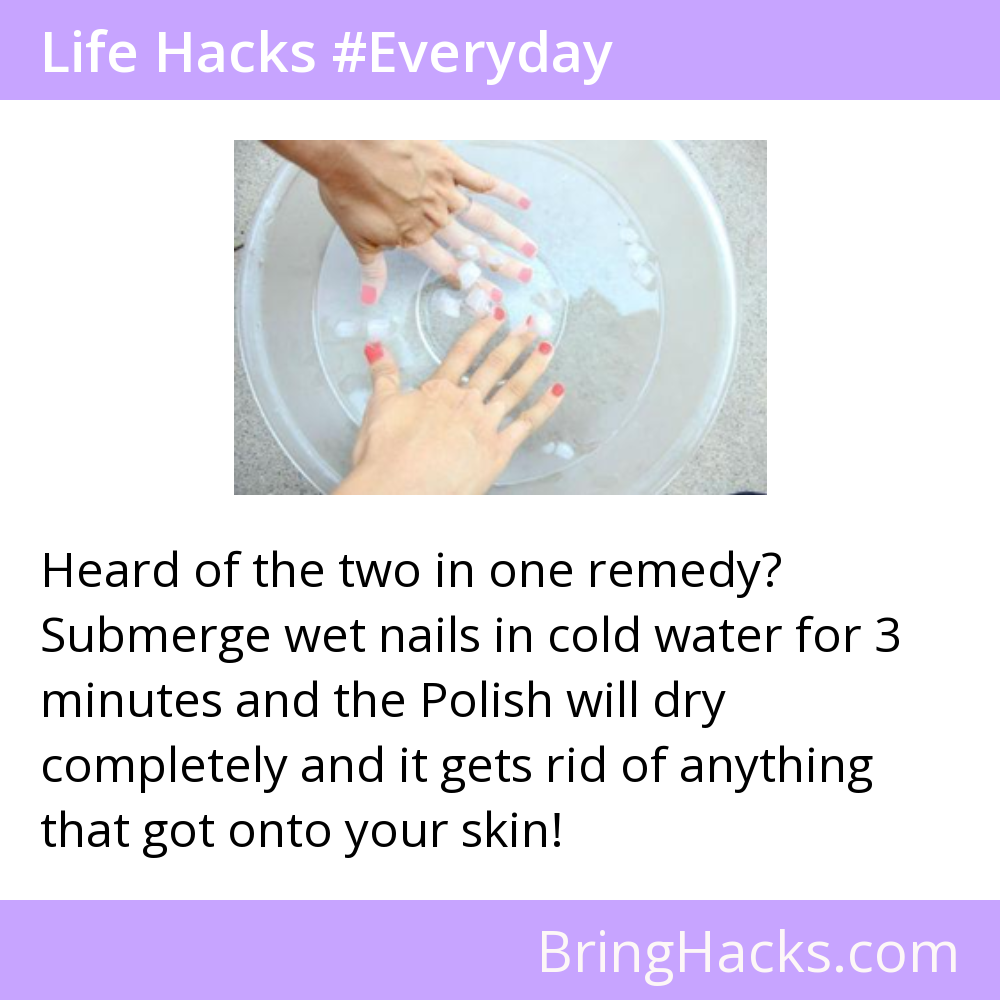 Life Hacks #Everyday
Heard of the two in one remedy?
Submerge wet nails in cold water for 3
minutes and the Polish will dry
completely and it gets rid of anything
that got onto your skin!
BringHacks.com